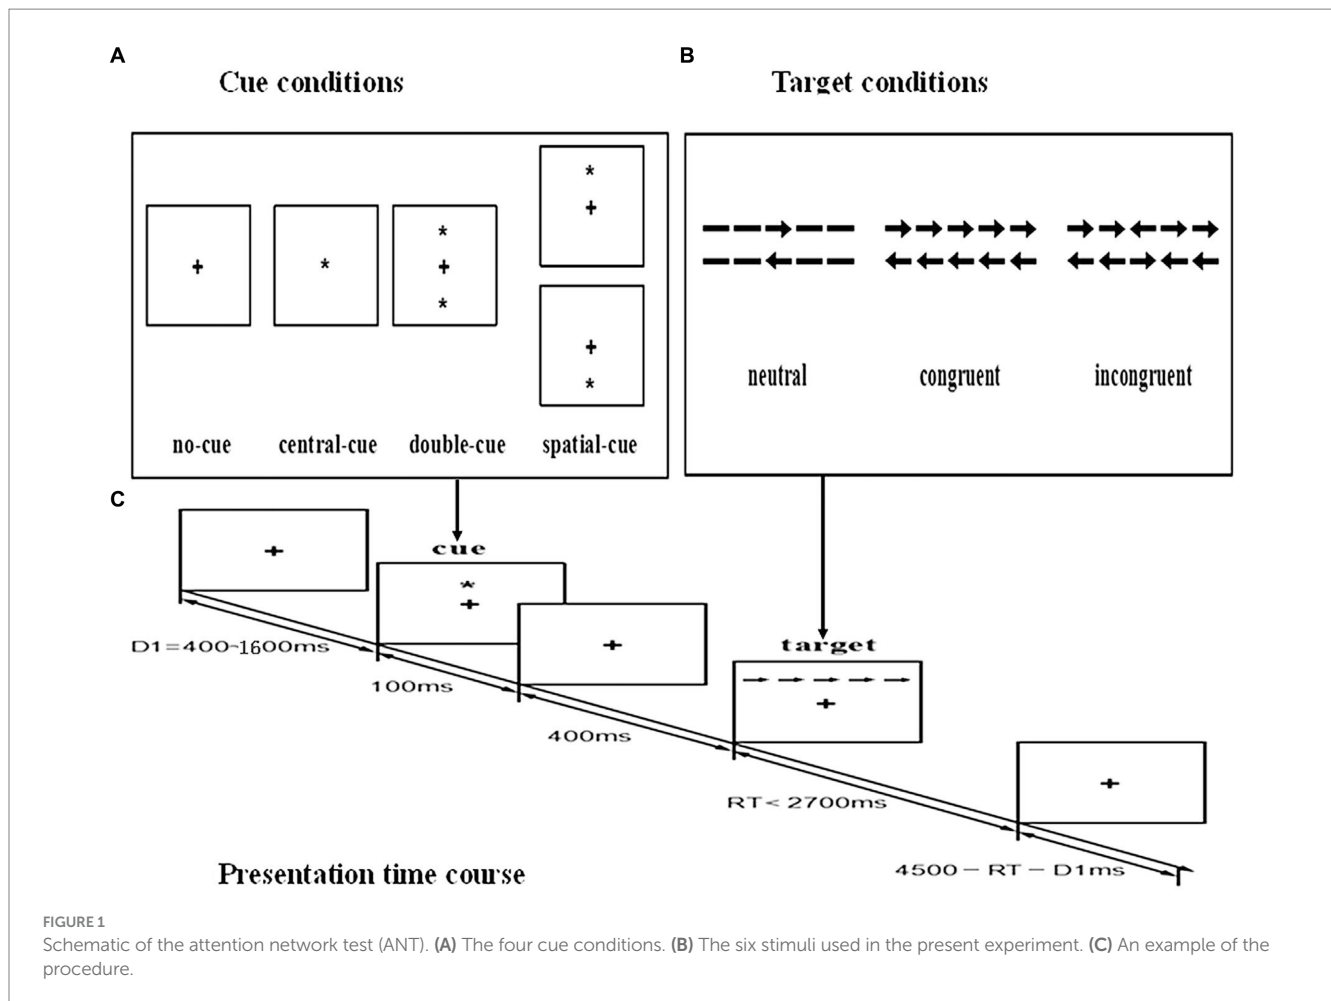 A
B
Cue conditions
Target conditions
*
+
+
*
*
+
*
+
*
neutral
congruent
incongruent
no-cue
central-cue
double-cue
spatial-cue
C
cue
+
*
+
+
target
+
D1=400~1600ms
100ms
400ms
RT< 2700ms
+
4500 – RT – D1ms
Presentation time course
FIGURE 1
Schematic of the attention network test (ANT). (A) The four cue conditions. (B) The six stimuli used in the present experiment. (C) An example of the
procedure.